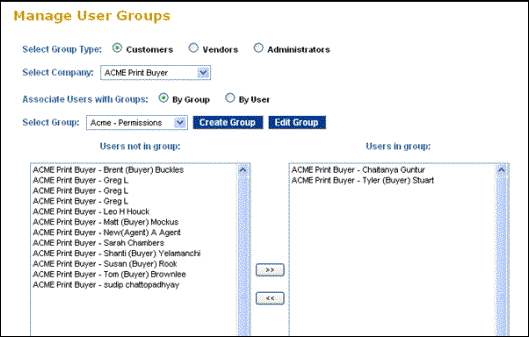 Manage User Groups
Select Group Type: Customers Vendors Administrators
Select Company: ACME Print Buyer
Associate Users with Groups: By Group By User
Select Group: Acme - Permissions Create Group Edit Group
Users not in group: Users in group:
ACME Print Buyer - Brent (Buyer) Buckles
ACME Print Buyer - Greg L
ACME Print Buyer - Greg L
ACME Print Buyer - Greg L
ACME Print Buyer - Leo H Houck
ACME Print Buyer - Matt (Buyer) Mockus
ACME Print Buyer - New(Agent) A Agent
ACME Print Buyer - Sarah Chambers
ACME Print Buyer - Shanti (Buyer) Yelamanchi
ACME Print Buyer - Susan (Buyer) Rook
ACME Print Buyer - Tom (Buyer) Brownlee
ACME Print Buyer - sudip chattopadhyay
>>
<<
ACME Print Buyer - Chaitanya Guntur
ACME Print Buyer - Tyler (Buyer) Stuart